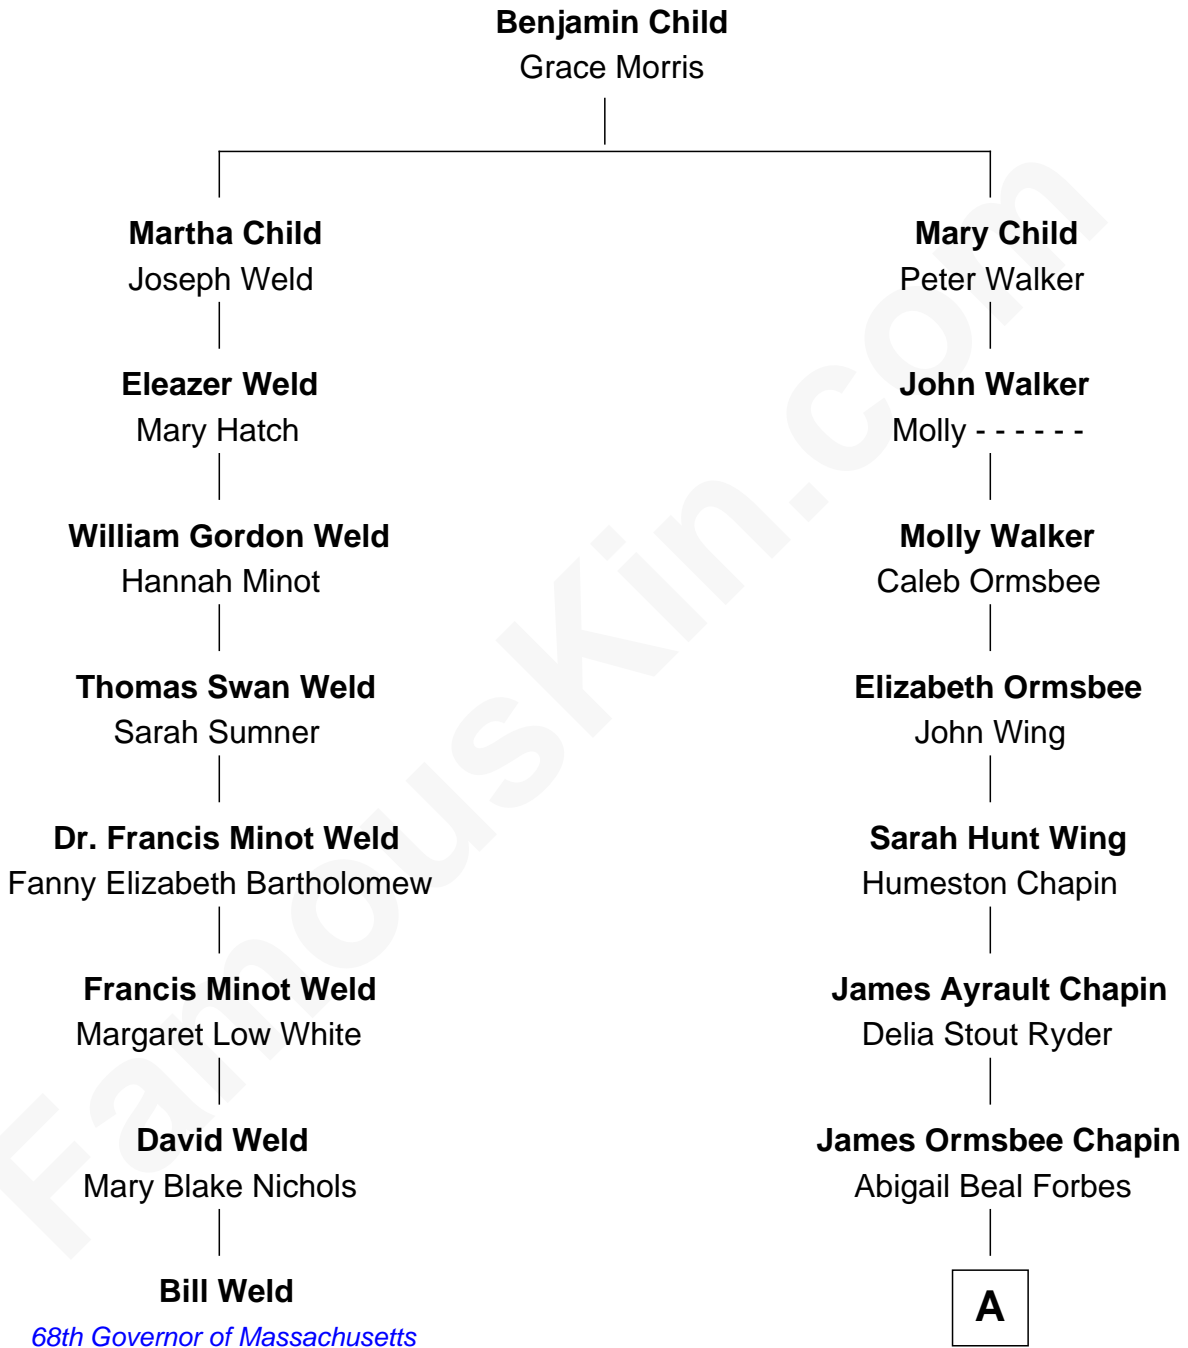 Benjamin Child
Grace Morris
Martha Child
Joseph Weld
Eleazer Weld
Mary Hatch
William Gordon Weld
Hannah Minot
Thomas Swan Weld
Sarah Sumner
Dr. Francis Minot Weld
Fanny Elizabeth Bartholomew
Francis Minot Weld
Margaret Low White
David Weld
Mary Blake Nichols
Bill Weld
68th Governor of Massachusetts
Mary Child
Peter Walker
John Walker
Molly - - - - - -
Molly Walker
Caleb Ormsbee
Elizabeth Ormsbee
John Wing
Sarah Hunt Wing
Humeston Chapin
James Ayrault Chapin
Delia Stout Ryder
James Ormsbee Chapin
Abigail Beal Forbes
A
FamousKin.com